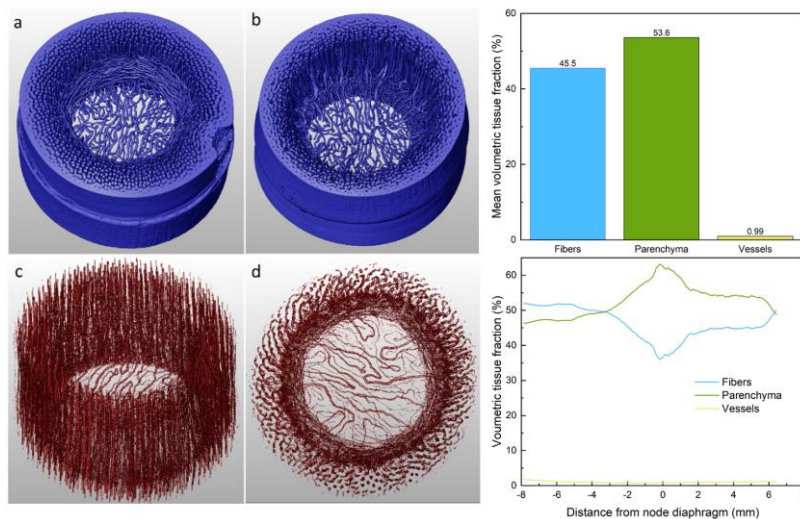 a
b
c
d
Mean volumetric tissue fraction (%)
60
40
20
0
45.5
53.6
0.99
Fibers
Parenchyma
Vessels
Voumetric tissue fraction (%)
60
50
40
30
20
10
0
Fibers
Parenchyma
Vessels
-8
-6
-4
-2
0
2
4
6
Distance from node diaphragm (mm)